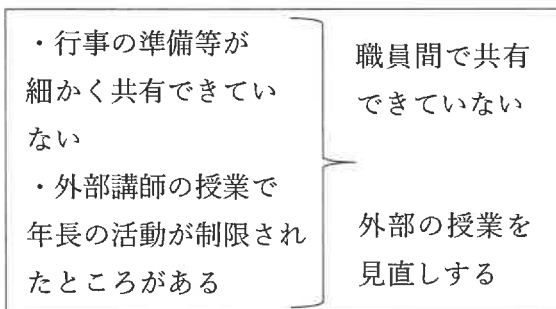 ・行事の準備等が
細かく共有できてい
ない
・外部講師の授業で
年長の活動が制限され
たところがある
職員間で共有
できていない
外部の授業を
見直しする